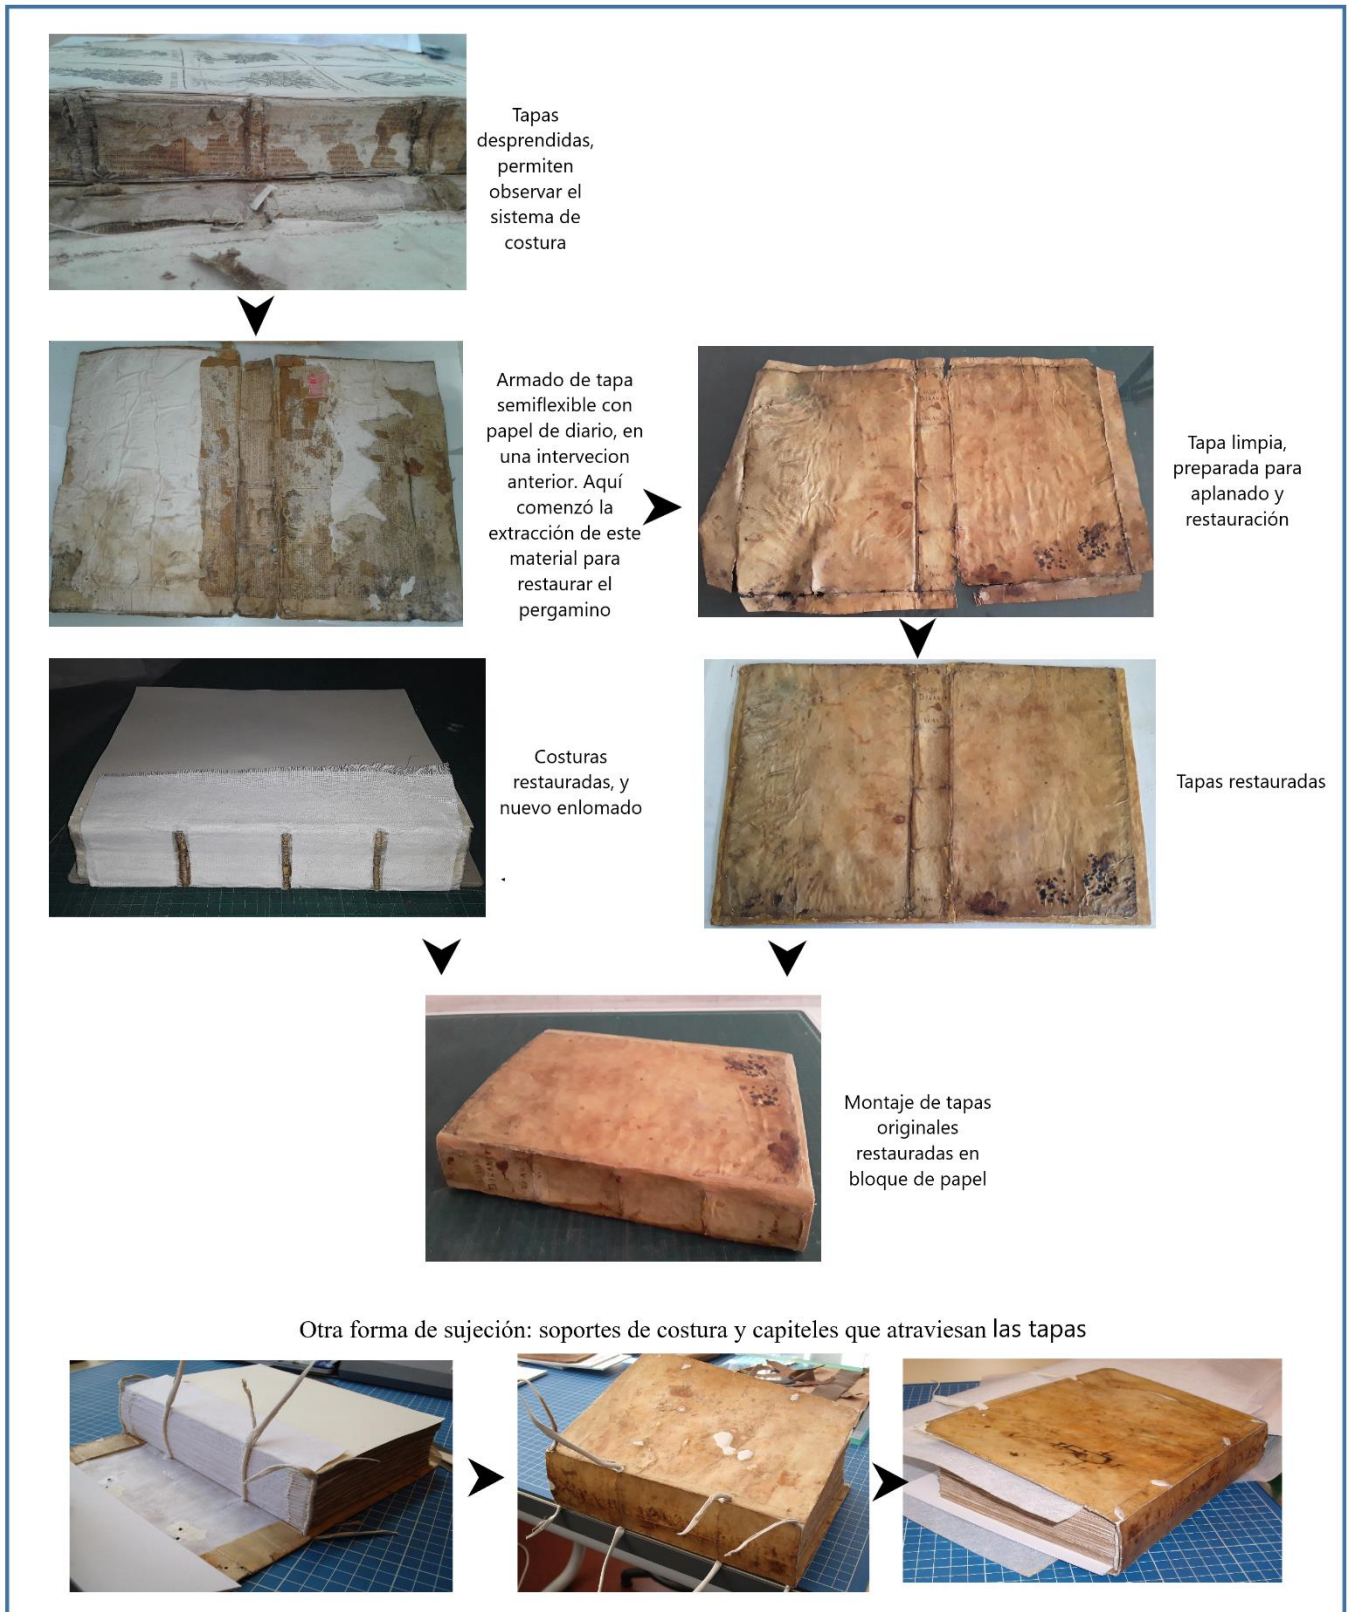 Tapas
desprendidas,
permiten
observar el
sistema de
costura
Armado de tapa
semiflexible con
papel de diario, en
una intervecion
anterior. Aquí
comenzó la
extracción de este
material para
restaurar el
pergamino
Tapa limpia,
preparada para
aplanado y
restauración
Costuras
restauradas, y
nuevo enlomado
Tapas restauradas
Montaje de tapas
originales
restauradas en
bloque de papel
Otra forma de sujeción: soportes de costura y capiteles que atraviesan las tapas